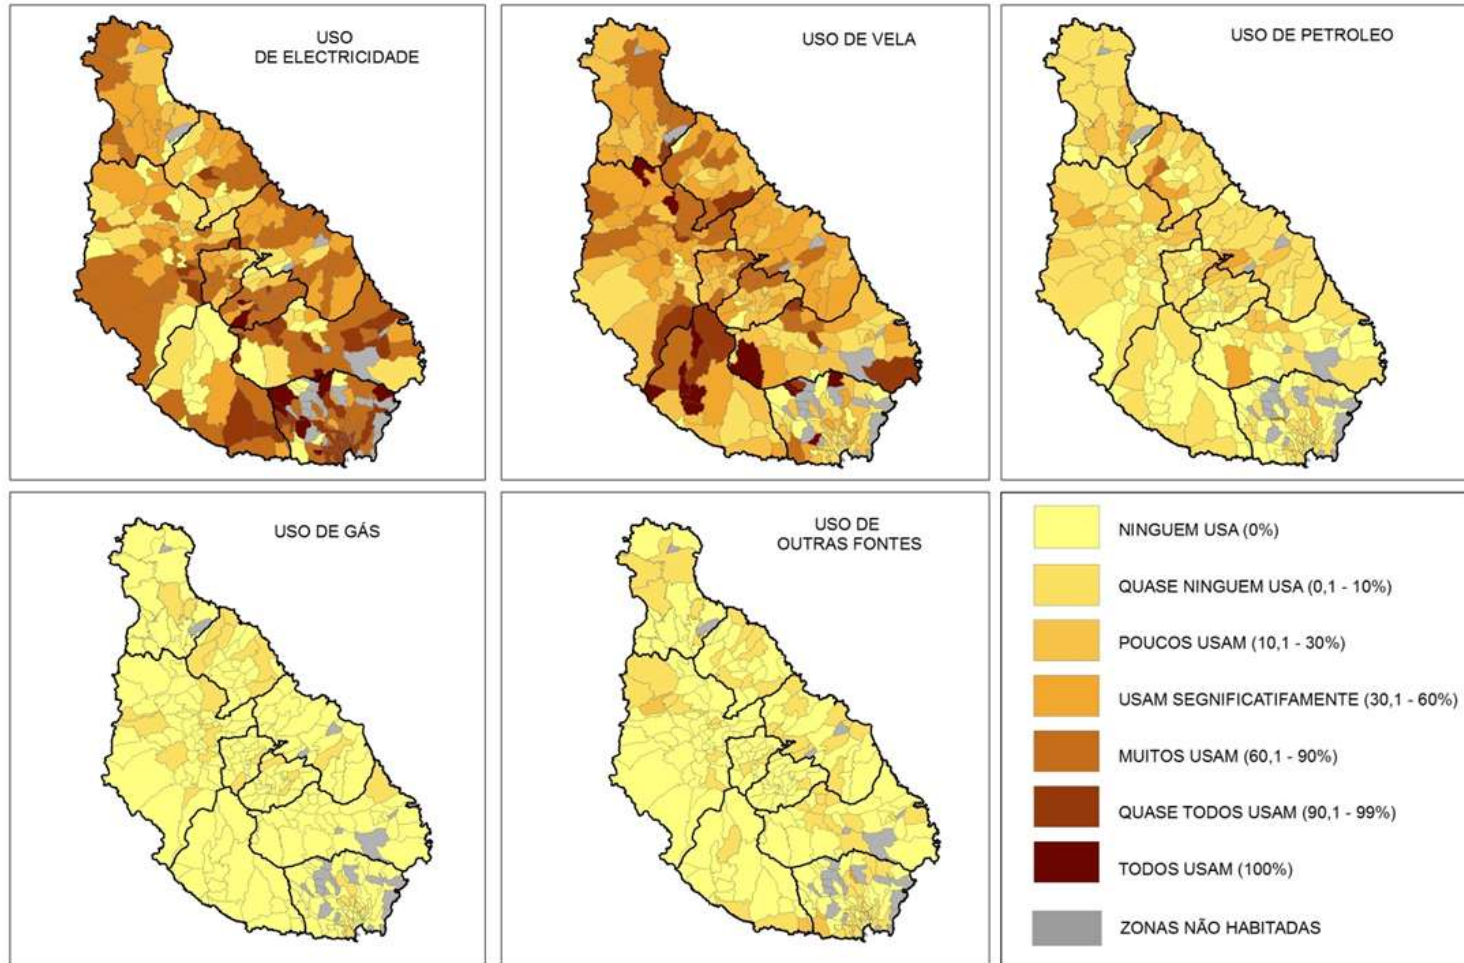 USO
DE ELECTRICIDADE
USO DE VELA
USO DE PETROLEO
USO DE GÁS
USO DE
OUTRAS FONTES
NINGUEM USA (0%)
QUASE NINGUEM USA (0,1 - 10%)
POUCOS USAM (10,1 - 30%)
USAM SEGNIFICATIFAMENTE (30,1 - 60%)
MUITOS USAM (60,1 - 90%)
QUASE TODOS USAM (90,1 - 99%)
TODOS USAM (100%)
ZONAS NÃO HABITADAS